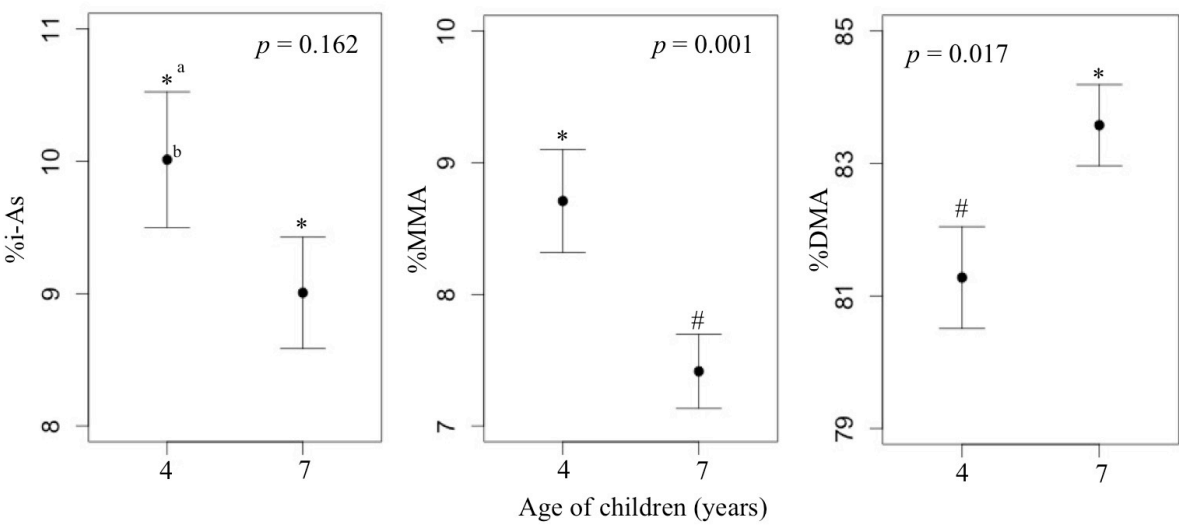 %i-As
11
10
9
8
p = 0.162
* a
b
*
4
7
%MMA
10
9
8
7
p = 0.001
*
#
4
7
%DMA
85
83
81
79
p = 0.017
#
*
4
7
Age of children (years)